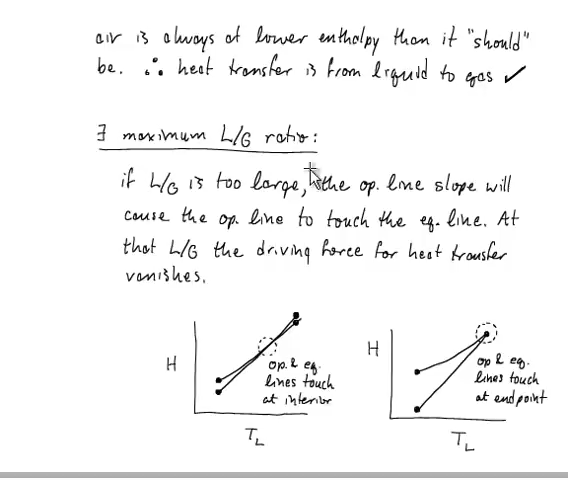 air is always at lower enthalpy than it "should"
be. ∴ heat transfer is from liquid to gas ✓
∃ maximum L/G ratio:
if L/G is too large, the op. line slope will
cause the op. line to touch the eq. line. At
that L/G the driving force for heat transfer
vanishes.
H
op. & eq.
lines touch
at interior
T_L
H
op & eq.
lines touch
at endpoint
T_L